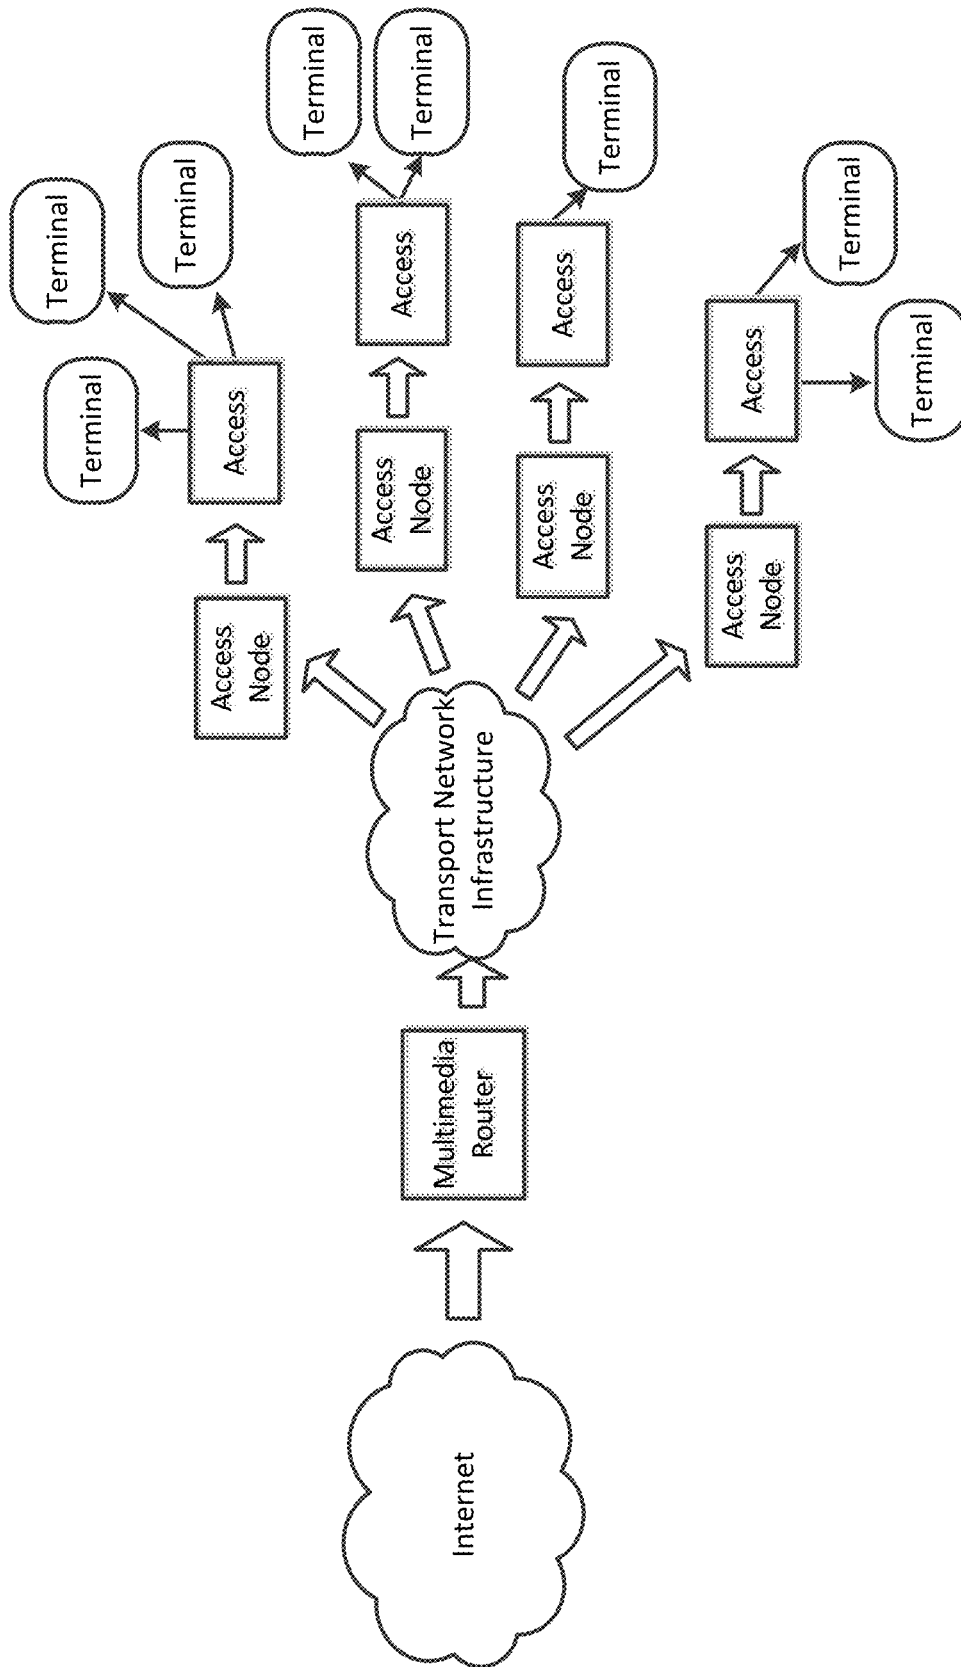 Internet
Multimedia
Router
Transport Network
Infrastructure
Access
Node
Access
Terminal
Terminal
Terminal
Access
Node
Access
Terminal
Terminal
Access
Node
Access
Terminal
Access
Node
Access
Terminal
Terminal